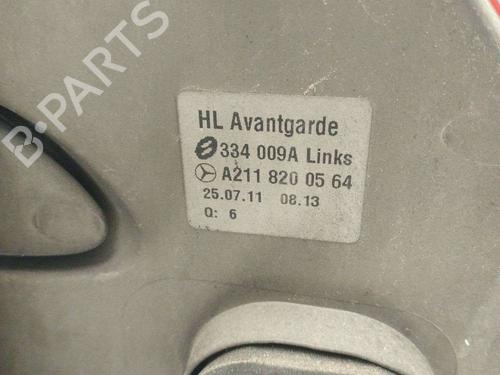 B-PARTS
HL Avantgarde
334 009A Links
A211 820 05 64
25.07.11 08.13
Q: 6